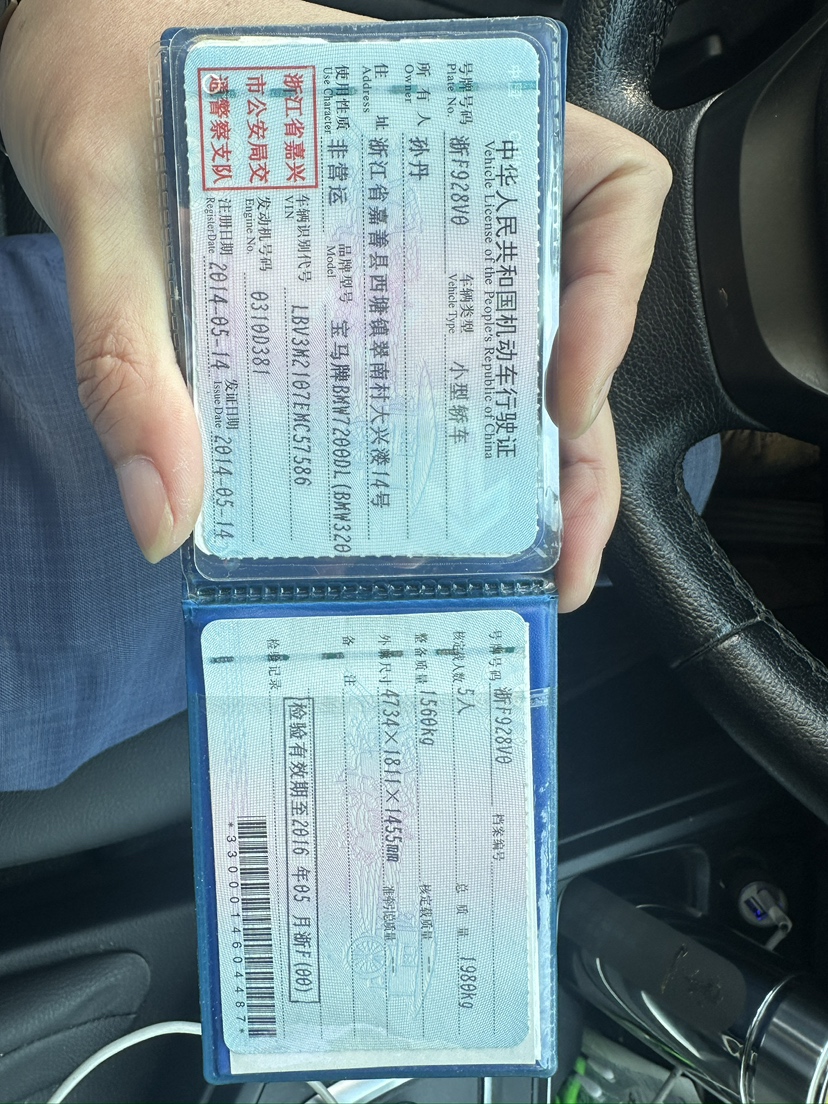 中华人民共和国机动车行驶证
Vehicle License of the People's Republic of China
号牌号码 浙F928V0 车辆类型 小型轿车
Plate No. Vehicle Type
所有人 孙丹
Owner
住址 浙江省嘉善县西塘镇翠南村大兴溇14号
Address
使用性质 非营运 品牌型号 宝马牌BMW7200DL(BMW320
Use Character Model
浙江省嘉兴
市公安局交
通警察支队
车辆识别代号 LBV3M2107EMC57586
VIN
发动机号码 0310D381
Engine No.
注册日期 2014-05-14 发证日期 2014-05-14
Register Date Issue Date
号牌号码 浙F928V0 档案编号
核定载人数 5人 总质量 1980kg
整备质量 1560kg 核定载质量 --
外廓尺寸 4734×1811×1455mm 准牵引总质量 --
备注
检验记录 检验有效期至2016年05月浙F(00)
*3300014604487*